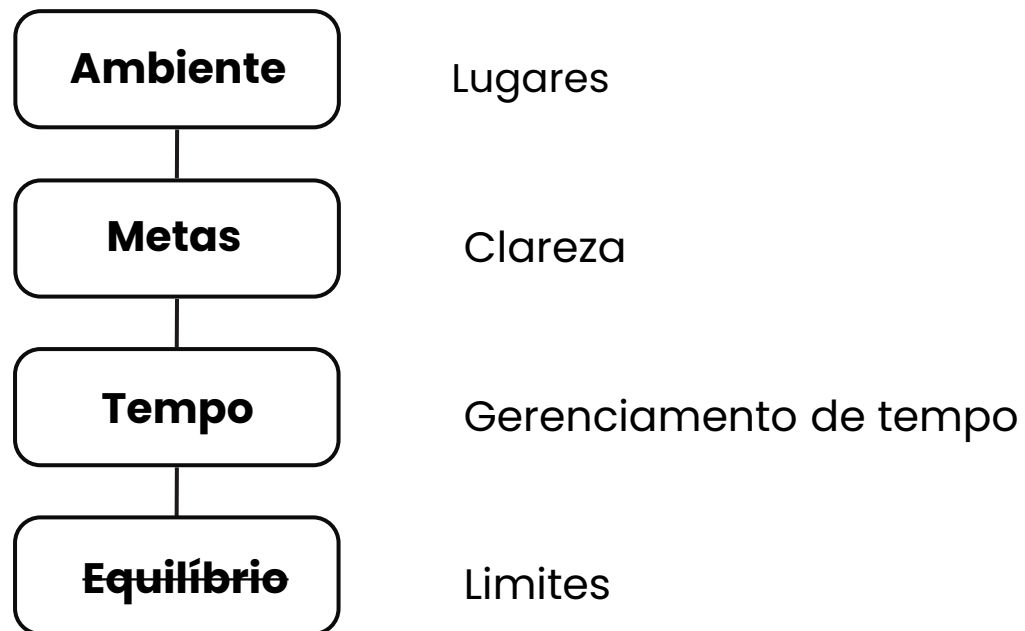 Ambiente
Lugares
Metas
Clareza
Tempo
Gerenciamento de tempo
Equilíbrio
Limites